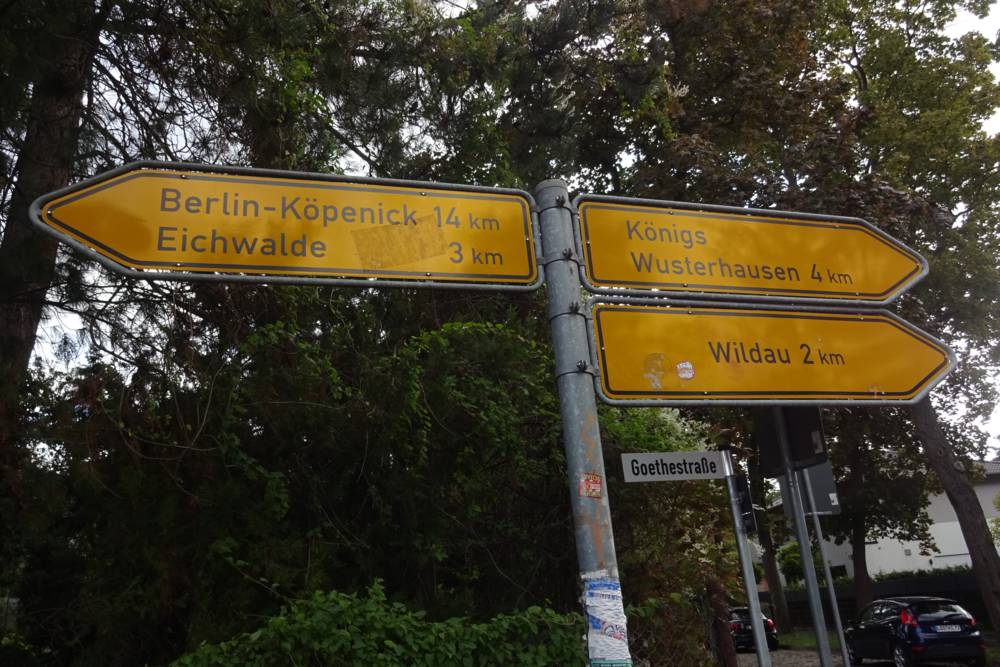 Berlin-Köpenick 14 km
Eichwalde 3 km
Königs
Wusterhausen 4 km
Wildau 2 km
Goethestraße